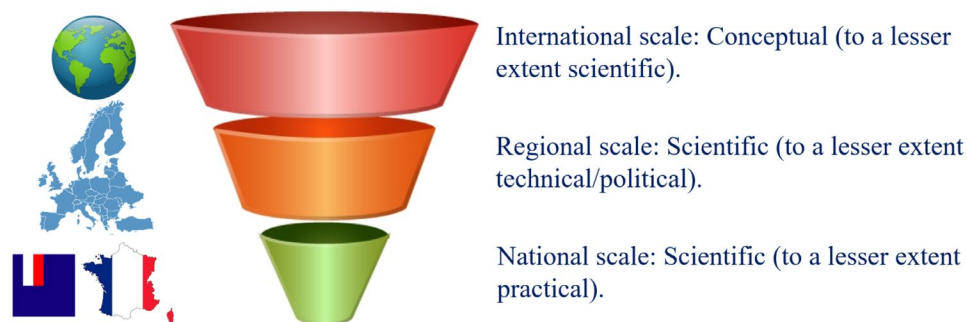 International scale: Conceptual (to a lesser
extent scientific).
Regional scale: Scientific (to a lesser extent
technical/political).
National scale: Scientific (to a lesser extent
practical).